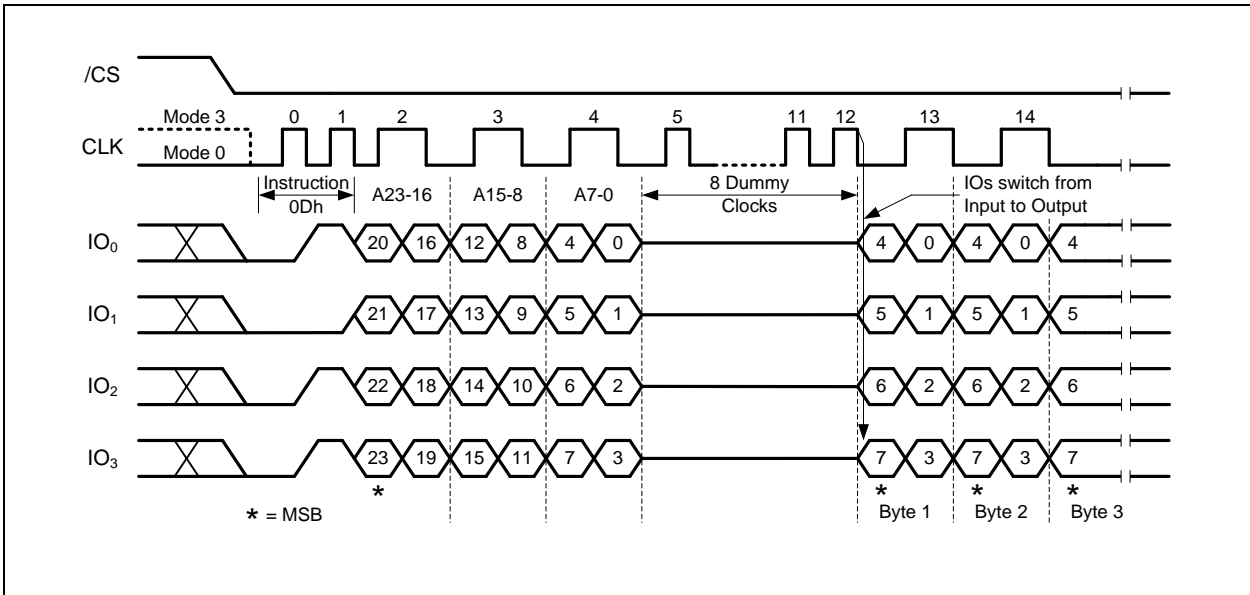 /CS
Mode 3 0 1 2 3 4 5 11 12 13 14
CLK
Mode 0
Instruction
0Dh
A23-16 A15-8 A7-0
8 Dummy
Clocks
IOs switch from
Input to Output
IO0 20 16 12 8 4 0 4 0 4 0 4
IO1 21 17 13 9 5 1 5 1 5 1 5
IO2 22 18 14 10 6 2 6 2 6 2 6
IO3 23 19 15 11 7 3 7 3 7 3 7
* * * *
* = MSB Byte 1 Byte 2 Byte 3